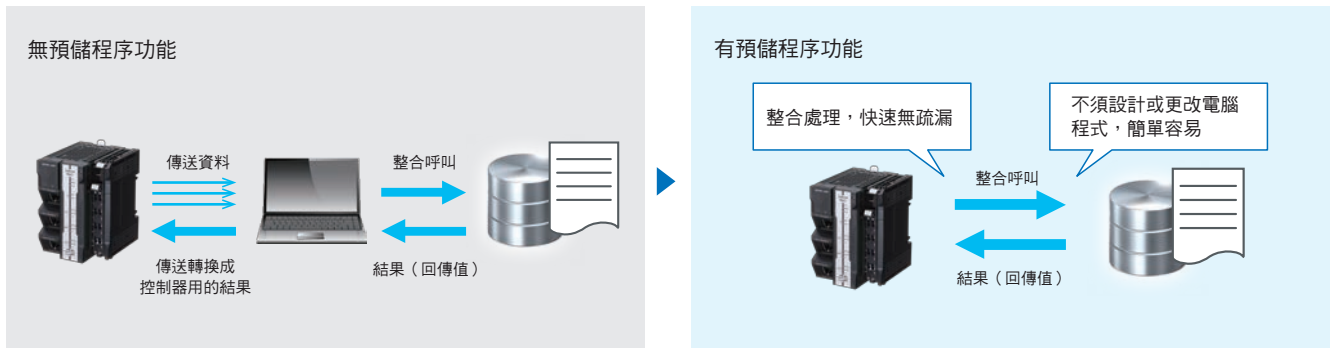 無預儲程序功能
傳送資料
整合呼叫
傳送轉換成
控制器用的結果
結果（回傳值）
有預儲程序功能
整合處理，快速無疏漏
不須設計或更改電腦
程式，簡單容易
整合呼叫
結果（回傳值）